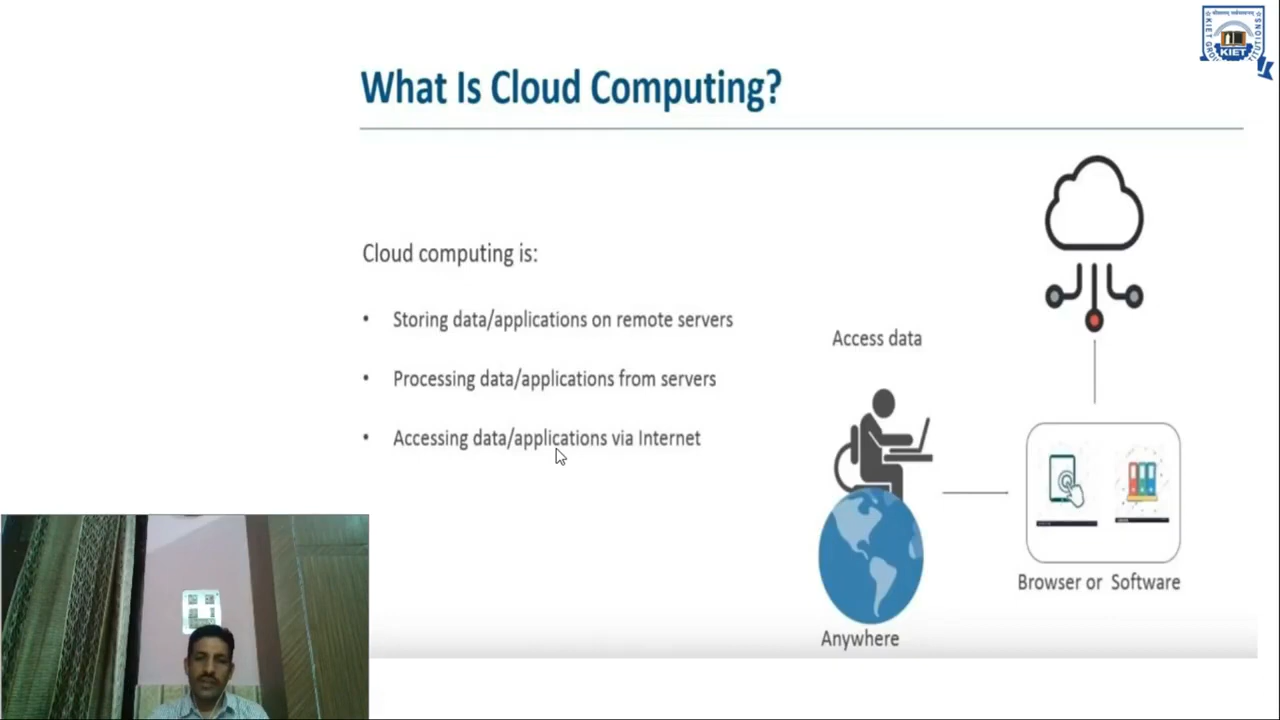 What Is Cloud Computing?
Cloud computing is:
• Storing data/applications on remote servers
• Processing data/applications from servers
• Accessing data/applications via Internet
Access data
Browser or Software
Anywhere
KIET